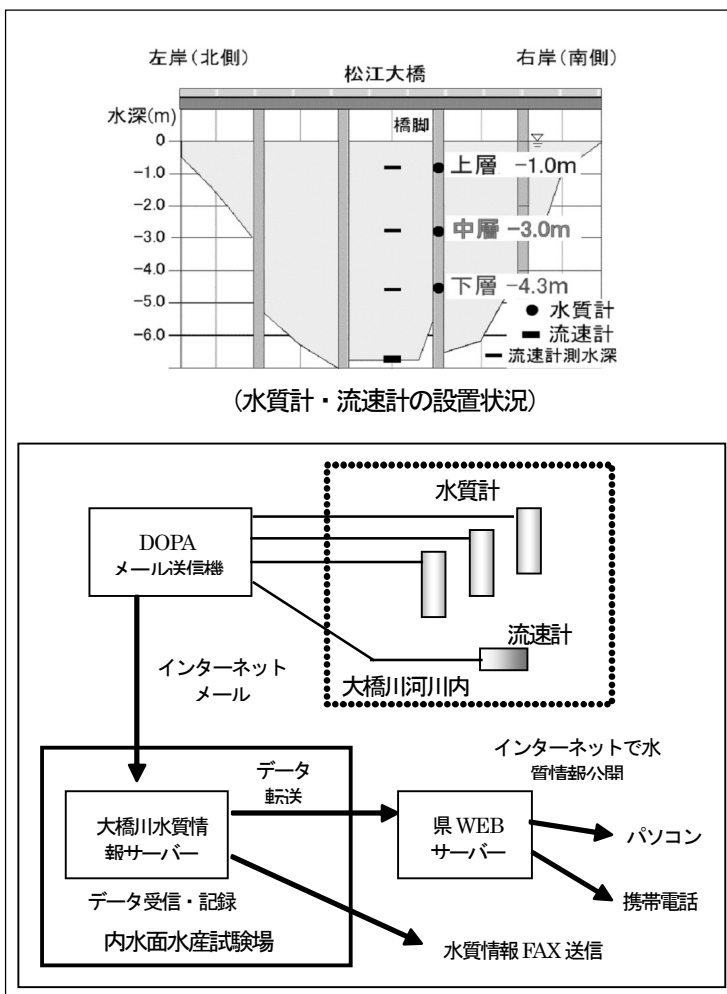 左岸(北側)
右岸(南側)
松江大橋
水深(m)
橋脚
0
-1.0
-2.0
-3.0
-4.0
-5.0
-6.0
上層 -1.0m
中層 -3.0m
下層 -4.3m
● 水質計
流速計
流速計測水深
(水質計・流速計の設置状況)
水質計
DOPA
メール送信機
流速計
大橋川河川内
インターネット
メール
インターネットで水
質情報公開
データ
転送
大橋川水質情
報サーバー
県 WEB
サーバー
パソコン
携帯電話
データ受信・記録
内水面水産試験場
水質情報 FAX 送信